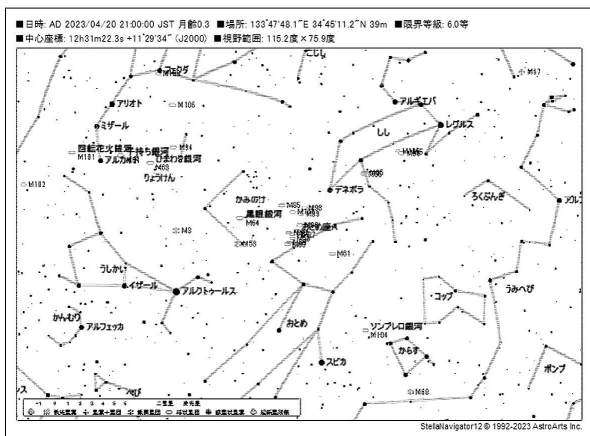 ■日時: AD 2023/04/20 21:00:00 JST 月齢0.3 ■場所: 133°47'48.1"E 34°45'11.2"N 39m ■限界等級: 6.0等
■中心座標: 12h31m22.3s +11°29'34" (J2000) ■視野範囲: 115.2度×75.9度
こじし
フェクダ
M67
M106
アリオト
アルギエバ
ミザール
しし
レグルス
M94
回転花火銀河
子持ち銀河
ひまわり銀河
M101
アルカイド
M63
りょうけん
M102
デネボラ
ろくぶんぎ
かみのけ
M85
黒眼銀河
M64
M3
M53
M61
うしかい
イザール
アルクトゥールス
コップ
うみへび
かんむり
アルフェッカ
おとめ
ソンブレロ銀河
M104
からす
スピカ
ポンプ
へび
M68
-1 0 1 2 3 4 5
StellaNavigator12 © 1992-2023 AstroArts Inc.